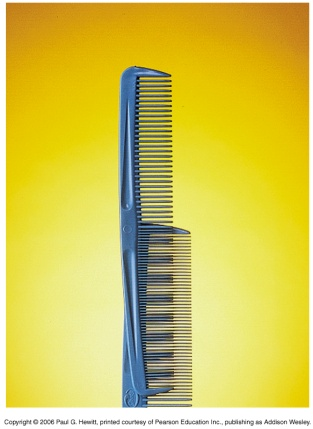 Copyright © 2006 Paul G. Hewitt, printed courtesy of Pearson Education Inc., publishing as Addison Wesley.